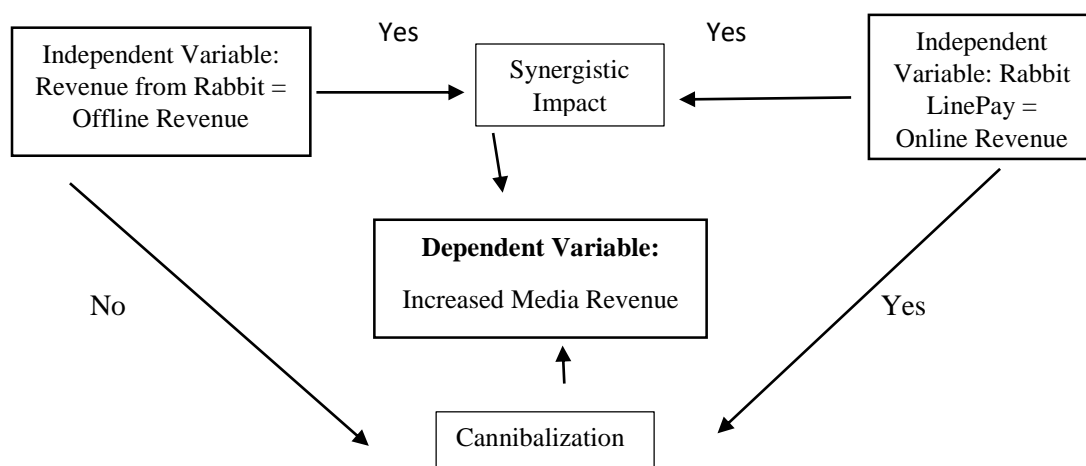 Yes
Yes
Independent Variable:
Revenue from Rabbit =
Offline Revenue
Synergistic
Impact
Independent
Variable: Rabbit
LinePay =
Online Revenue
Dependent Variable:
Increased Media Revenue
No
Yes
Cannibalization